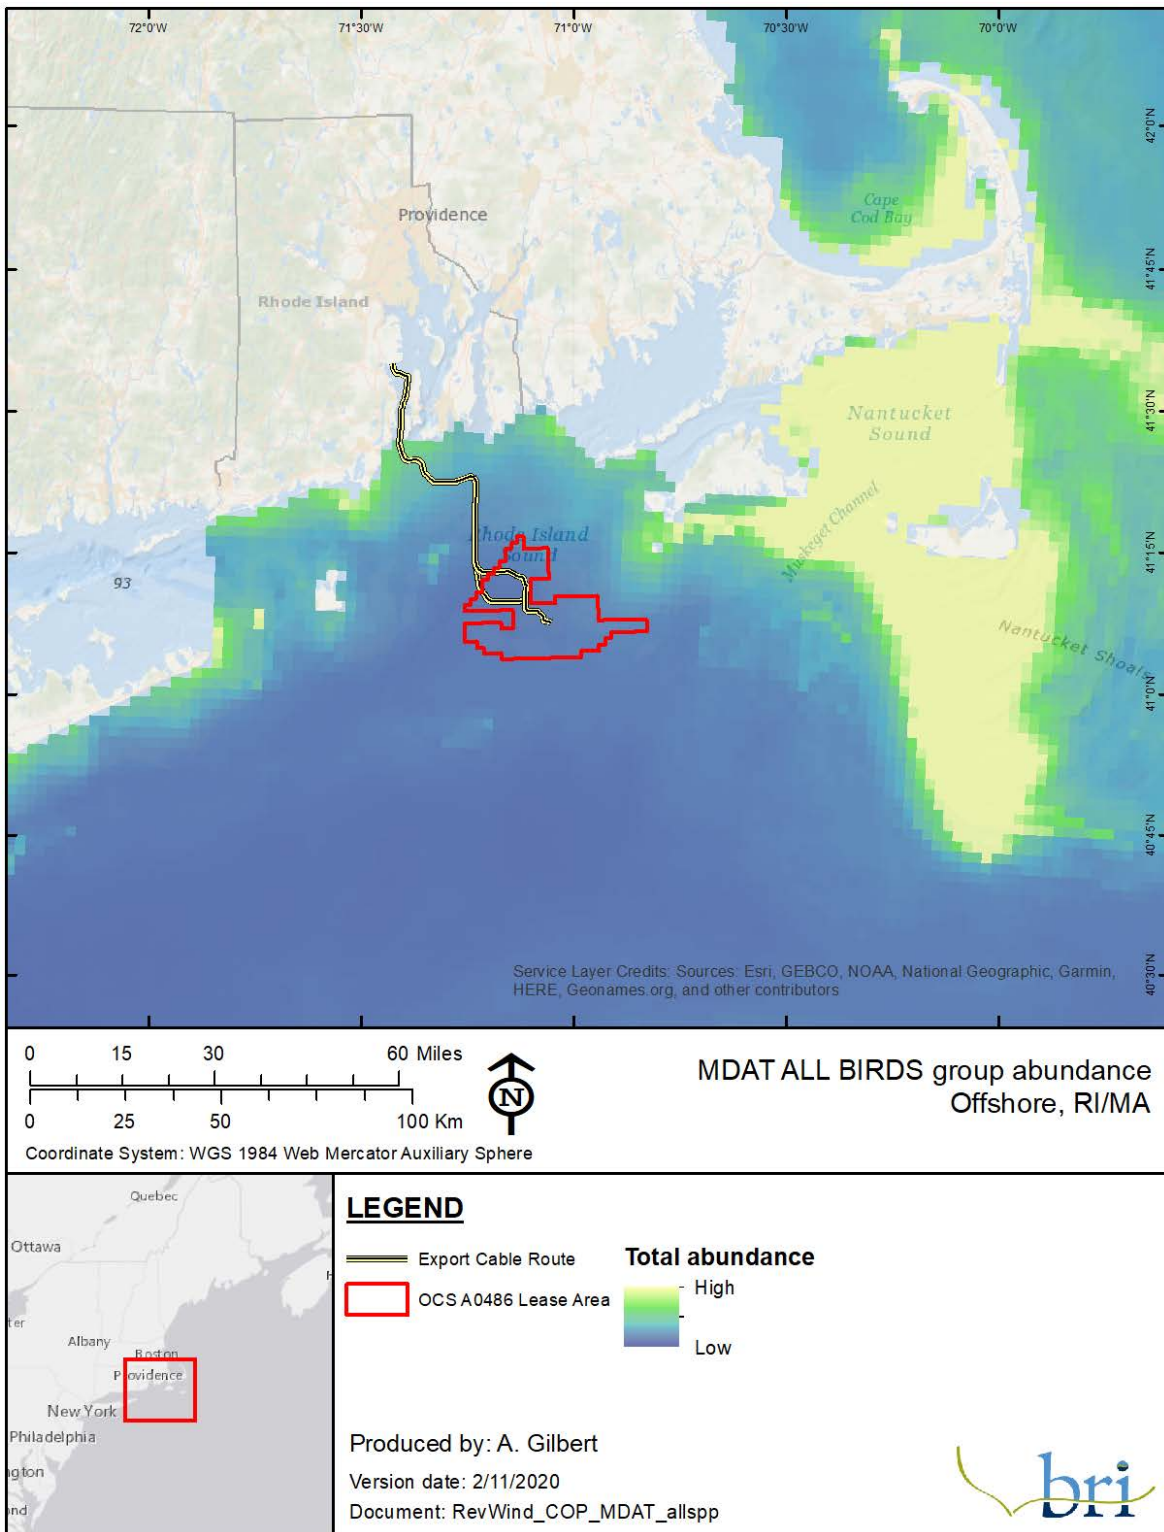 72°0'W
71°30'W
71°0'W
70°30'W
70°0'W
42°0'N
Cape
Cod Bay
Providence
41°45'N
Rhode Island
41°30'N
Nantucket
Sound
Muskeget Channel
Rhode Island
Sound
41°15'N
93
Nantucket Shoals
41°0'N
40°45'N
40°30'N
Service Layer Credits: Sources: Esri, GEBCO, NOAA, National Geographic, Garmin,
HERE, Geonames.org, and other contributors
0 15 30 60 Miles
0 25 50 100 Km
N
Coordinate System: WGS 1984 Web Mercator Auxiliary Sphere
MDAT ALL BIRDS group abundance
Offshore, RI/MA
Quebec
Ottawa
H
ter
Albany
Boston
Providence
New York
Philadelphia
ngton
ond
LEGEND
Export Cable Route
OCS A0486 Lease Area
Total abundance
High
Low
Produced by: A. Gilbert
Version date: 2/11/2020
Document: RevWind_COP_MDAT_allspp
bri